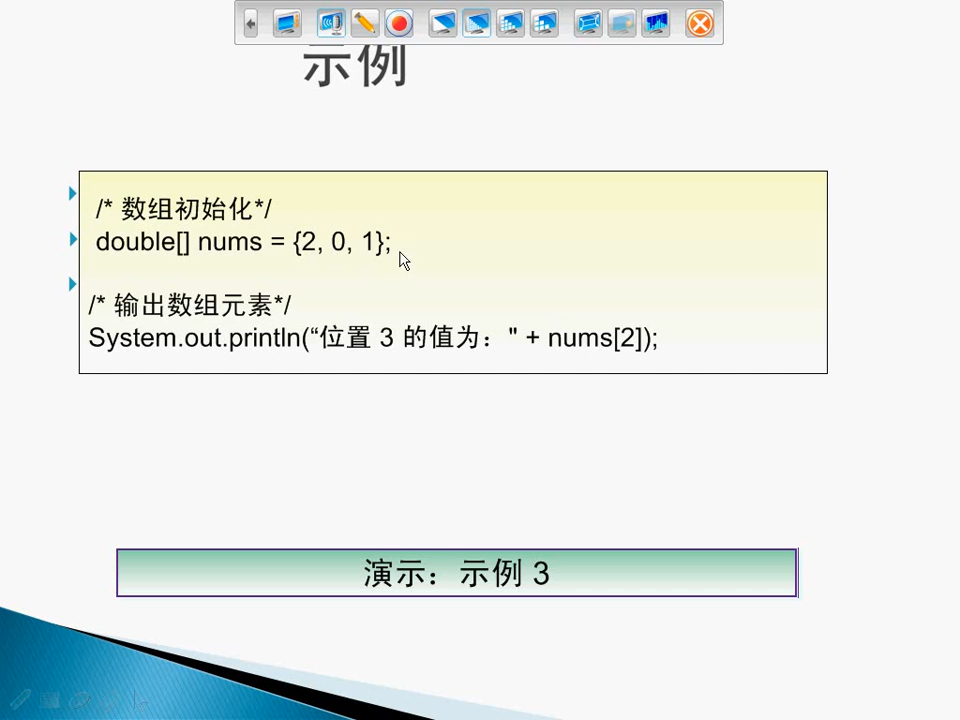 示例
/* 数组初始化*/
double[] nums = {2, 0, 1};
/* 输出数组元素*/
System.out.println(“位置 3 的值为：" + nums[2]);
演示：示例 3